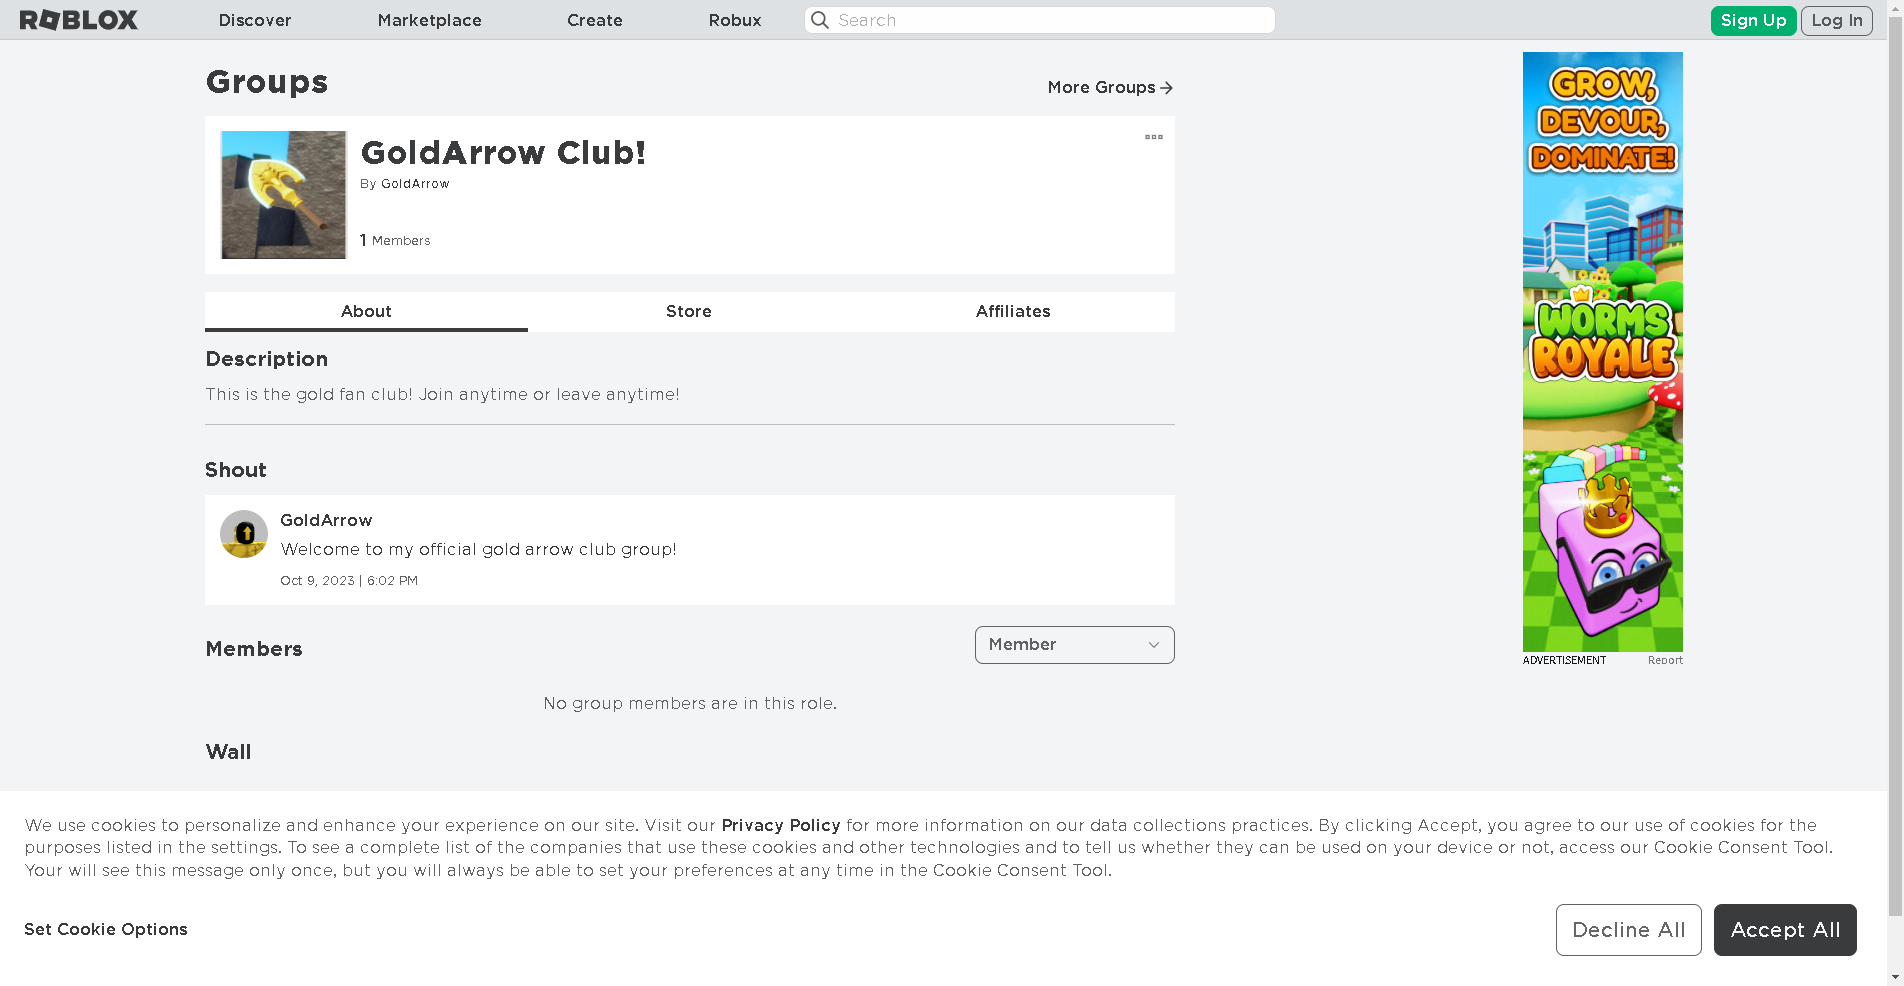 ROBLOX Discover Marketplace Create Robux Search Sign Up Log In
Groups
More Groups
GoldArrow Club!
By GoldArrow
1 Members
About Store Affiliates
Description
This is the gold fan club! Join anytime or leave anytime!
Shout
GoldArrow
Welcome to my official gold arrow club group!
Oct 9, 2023 | 6:02 PM
Members
Member
No group members are in this role.
Wall
GROW,
DEVOUR,
DOMINATE!
WORMS
ROYALE
ADVERTISEMENT Report
We use cookies to personalize and enhance your experience on our site. Visit our Privacy Policy for more information on our data collections practices. By clicking Accept, you agree to our use of cookies for the
purposes listed in the settings. To see a complete list of the companies that use these cookies and other technologies and to tell us whether they can be used on your device or not, access our Cookie Consent Tool.
Your will see this message only once, but you will always be able to set your preferences at any time in the Cookie Consent Tool.
Set Cookie Options
Decline All Accept All